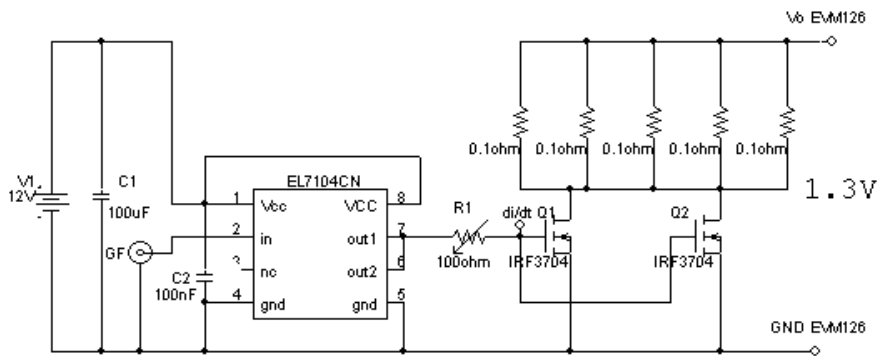 Vo EVM126
0.1ohm 0.1ohm 0.1ohm 0.1ohm 0.1ohm
1.3V
V1
12V
C1
100uF
EL7104CN
1 Vcc VCC 8
2 in out1 7
3 nc out2 6
4 gnd gnd 5
GF
C2
100nF
R1
100ohm
di/dt Q1
IRF3704
Q2
IRF3704
GND EVM126